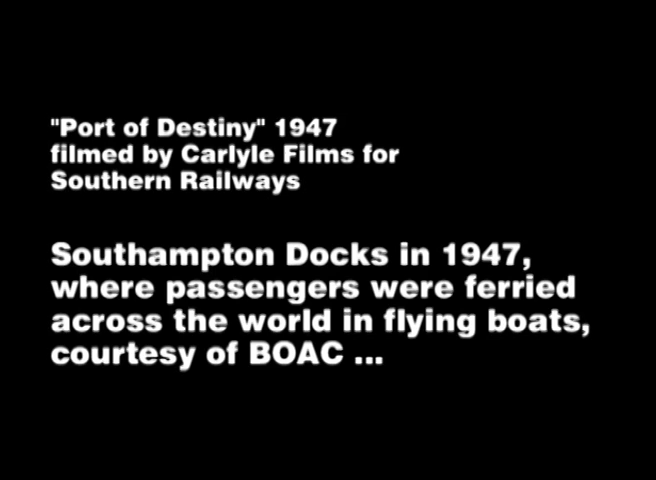 "Port of Destiny" 1947
filmed by Carlyle Films for
Southern Railways
Southampton Docks in 1947,
where passengers were ferried
across the world in flying boats,
courtesy of BOAC ...